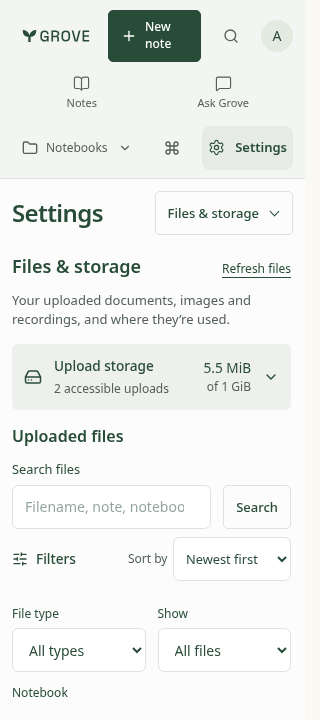 GROVE
New
note
A
Notes
Ask Grove
Notebooks
Settings
Settings
Files & storage
Files & storage
Refresh files
Your uploaded documents, images and
recordings, and where they're used.
Upload storage
5.5 MiB
2 accessible uploads
of 1 GiB
Uploaded files
Search files
Filename, note, noteboo
Search
Filters
Sort by
Newest first
File type
Show
All types
All files
Notebook